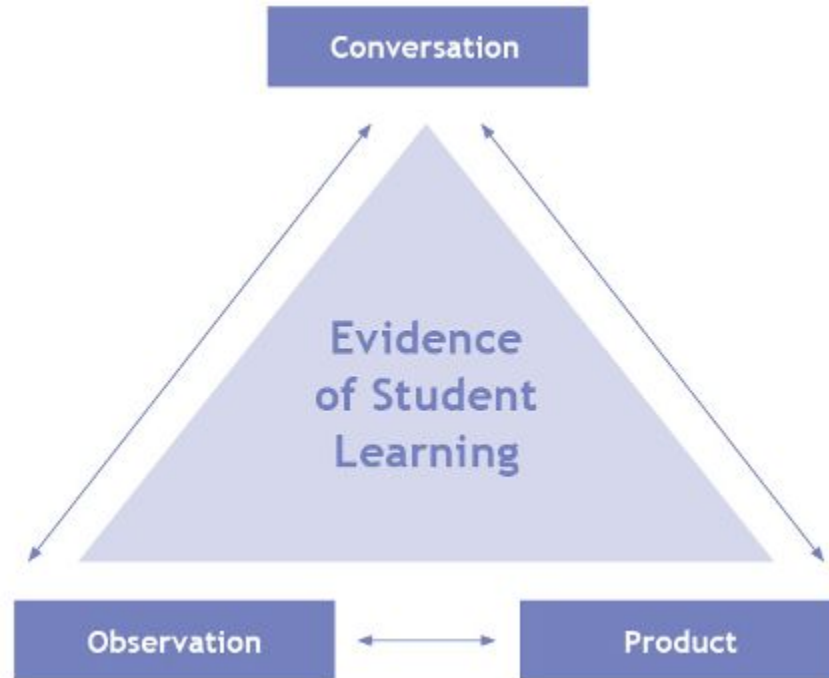 Conversation
Evidence
of Student
Learning
Observation
Product